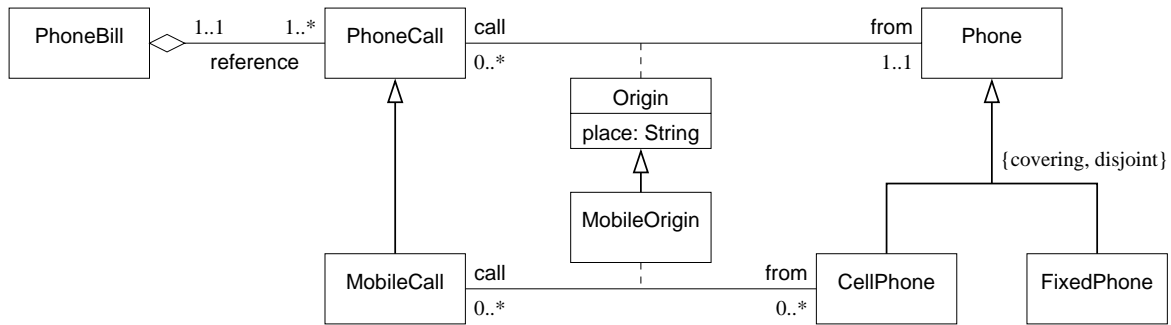 PhoneBill
1..1
1..*
reference
PhoneCall
call
0..*
from
1..1
Phone
Origin
place: String
{covering, disjoint}
MobileOrigin
MobileCall
call
0..*
from
0..*
CellPhone
FixedPhone